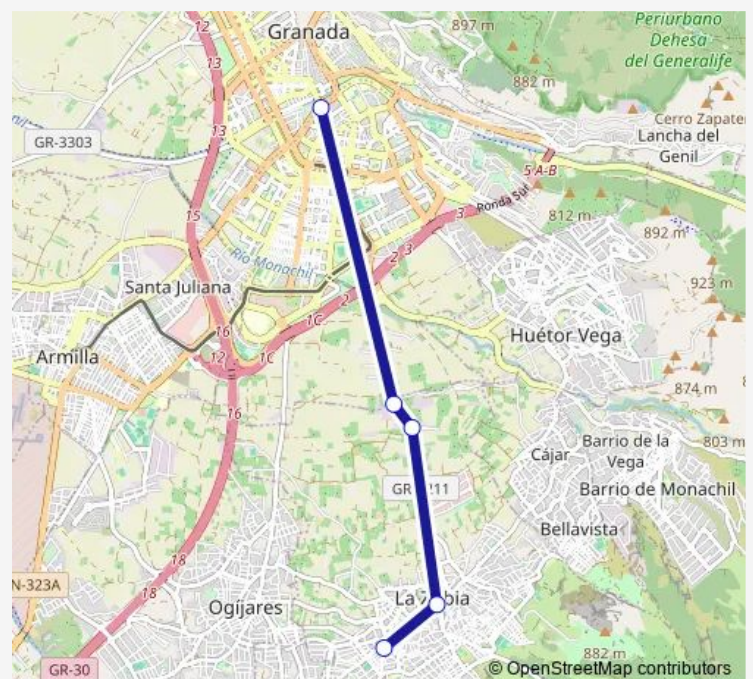 12
13
Granada
897 m
Periurbano
Dehesa
del Generalife
882 m
Cerro Zapate
GR-3303
13
Lancha del
Genil
5 A-B
Ronda Sur
3
812 m
892 m
15
3
2
Río Monachil
Santa Juliana
2
923 m
1C
16
Huétor Vega
Armilla
12
1C
874 m
16
803 m
Cájar
Barrio de la
Vega
Barrio de Monachil
GR 211
Bellavista
18
N-323A
18
Ogíjares
882 m
GR-30
© OpenStreetMap contributors